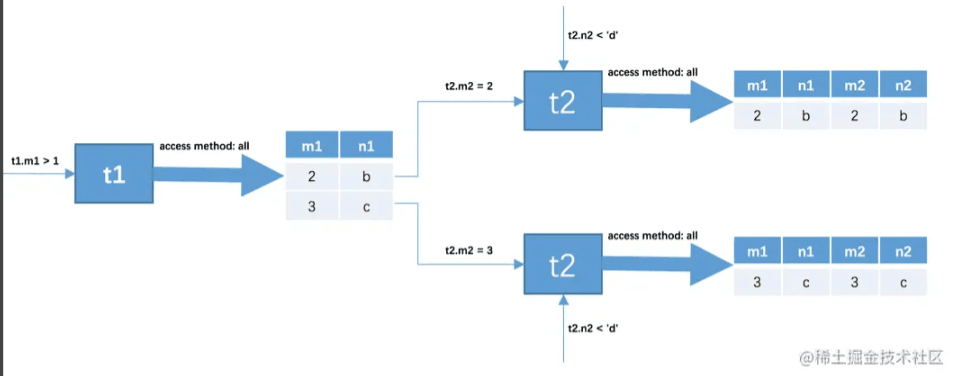 t2.n2 < 'd'
access method: all
t2.m2 = 2
t2
m1 n1 m2 n2
2 b 2 b
t1.m1 > 1
access method: all
t1
m1 n1
2 b
3 c
access method: all
t2.m2 = 3
t2
m1 n1 m2 n2
3 c 3 c
t2.n2 < 'd'
@稀土掘金技术社区